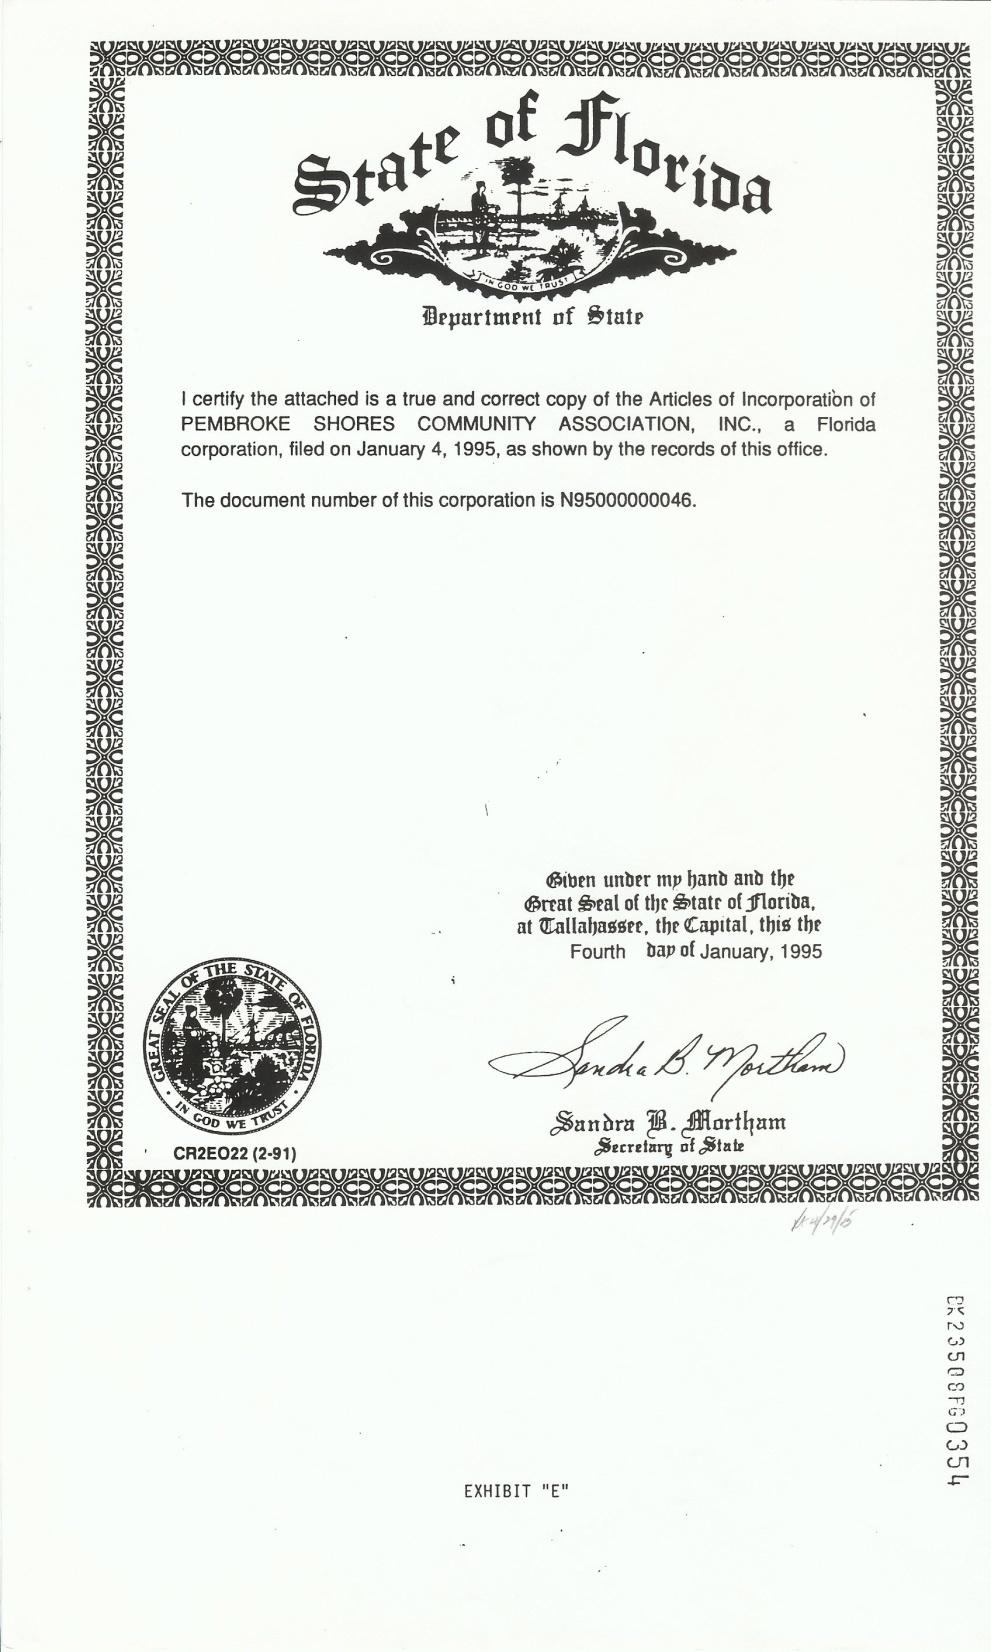 State of Florida
IN GOD WE TRUST
Department of State
I certify the attached is a true and correct copy of the Articles of Incorporation of
PEMBROKE SHORES COMMUNITY ASSOCIATION, INC., a Florida
corporation, filed on January 4, 1995, as shown by the records of this office.
The document number of this corporation is N95000000046.
Given under my hand and the
Great Seal of the State of Florida,
at Tallahassee, the Capital, this the
Fourth day of January, 1995
GREAT SEAL OF THE STATE OF FLORIDA
IN GOD WE TRUST
CR2EO22 (2-91)
Sandra B. Mortham
Sandra B. Mortham
Secretary of State
BK23508PG0354
EXHIBIT "E"